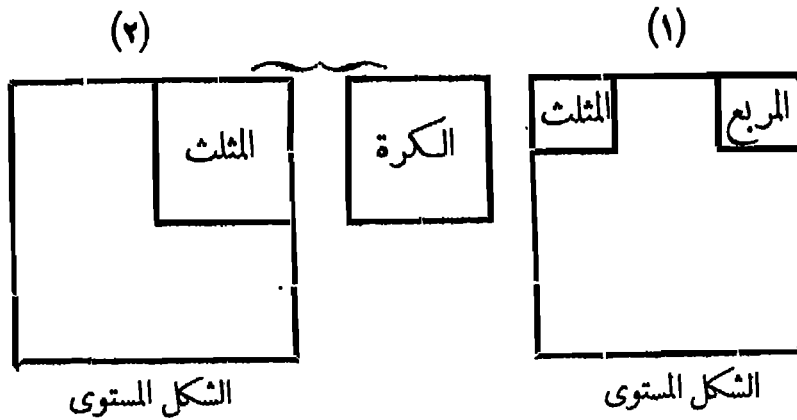 (١)
(٢)
المربع
المثلث
الكرة
المثلث
الشكل المستوى
الشكل المستوى